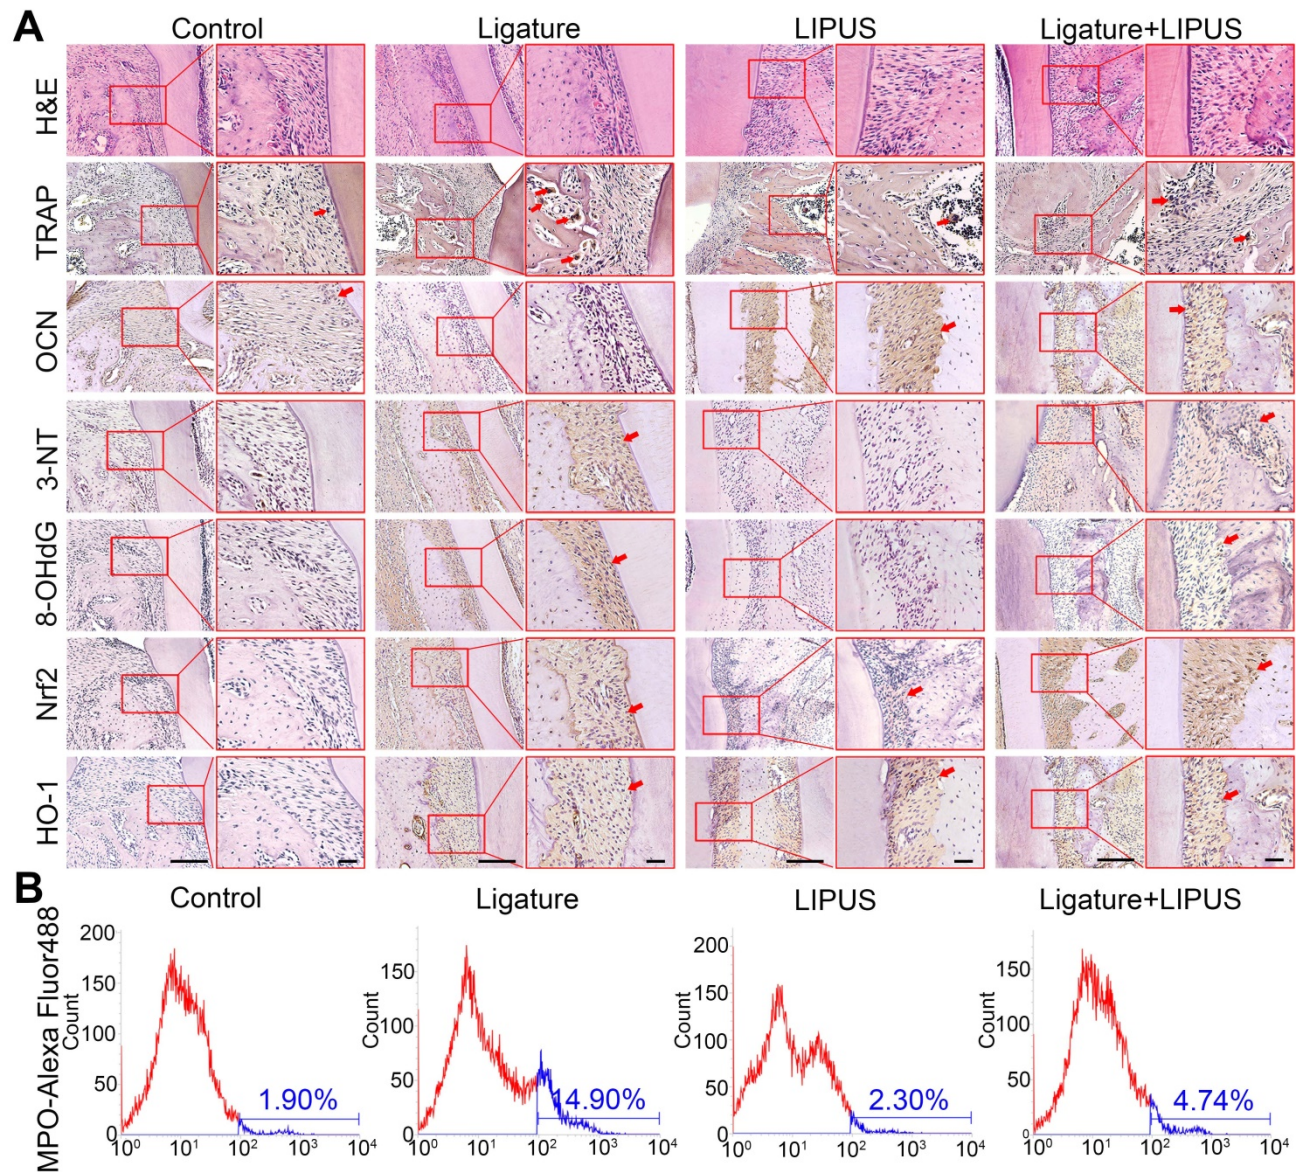 A
Control Ligature LIPUS Ligature+LIPUS
H&E
TRAP
OCN
3-NT
8-OHdG
Nrf2
HO-1
B
Control Ligature LIPUS Ligature+LIPUS
MPO-Alexa Fluor488
Count
200
150
100
50
0
1.90%
10⁰ 10¹ 10² 10³ 10⁴
Count
150
100
50
0
14.90%
10⁰ 10¹ 10² 10³ 10⁴
Count
200
150
100
50
0
2.30%
10⁰ 10¹ 10² 10³ 10⁴
Count
150
100
50
0
4.74%
10⁰ 10¹ 10² 10³ 10⁴